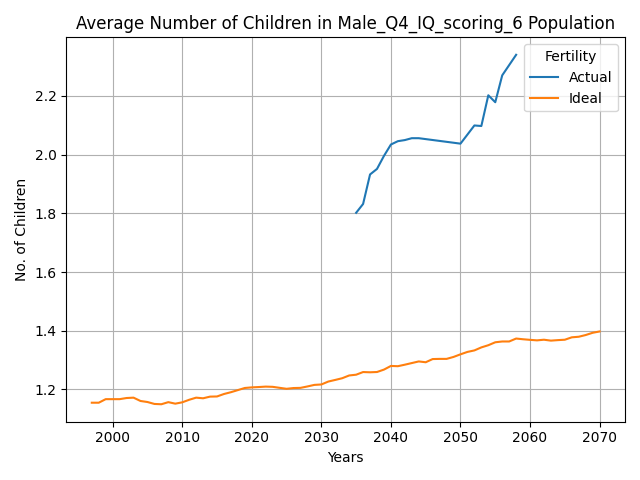 Average Number of Children in Male_Q4_IQ_scoring_6 Population
Fertility
Actual
Ideal
No. of Children
2.2
2.0
1.8
1.6
1.4
1.2
2000 2010 2020 2030 2040 2050 2060 2070
Years